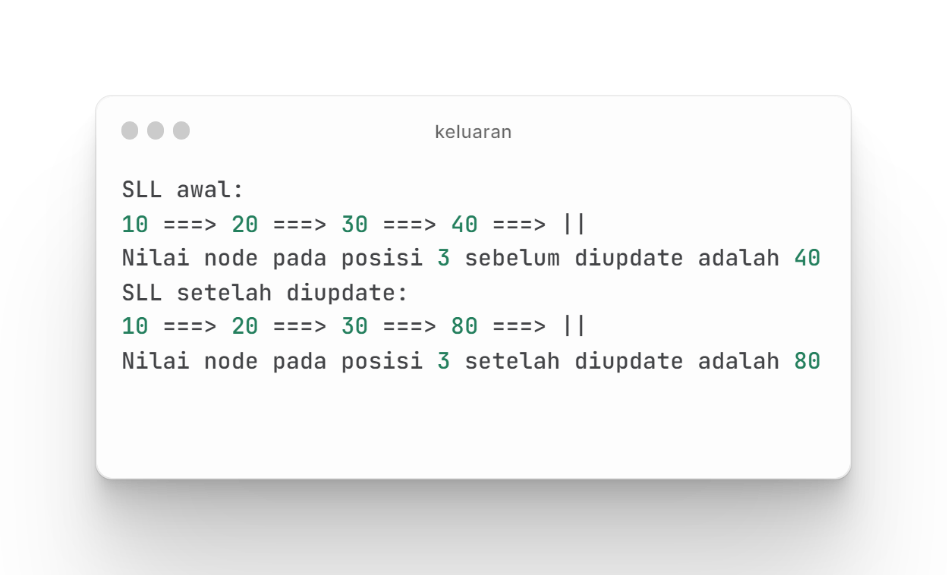 keluaran
SLL awal:
10 ===> 20 ===> 30 ===> 40 ===> ||
Nilai node pada posisi 3 sebelum diupdate adalah 40
SLL setelah diupdate:
10 ===> 20 ===> 30 ===> 80 ===> ||
Nilai node pada posisi 3 setelah diupdate adalah 80